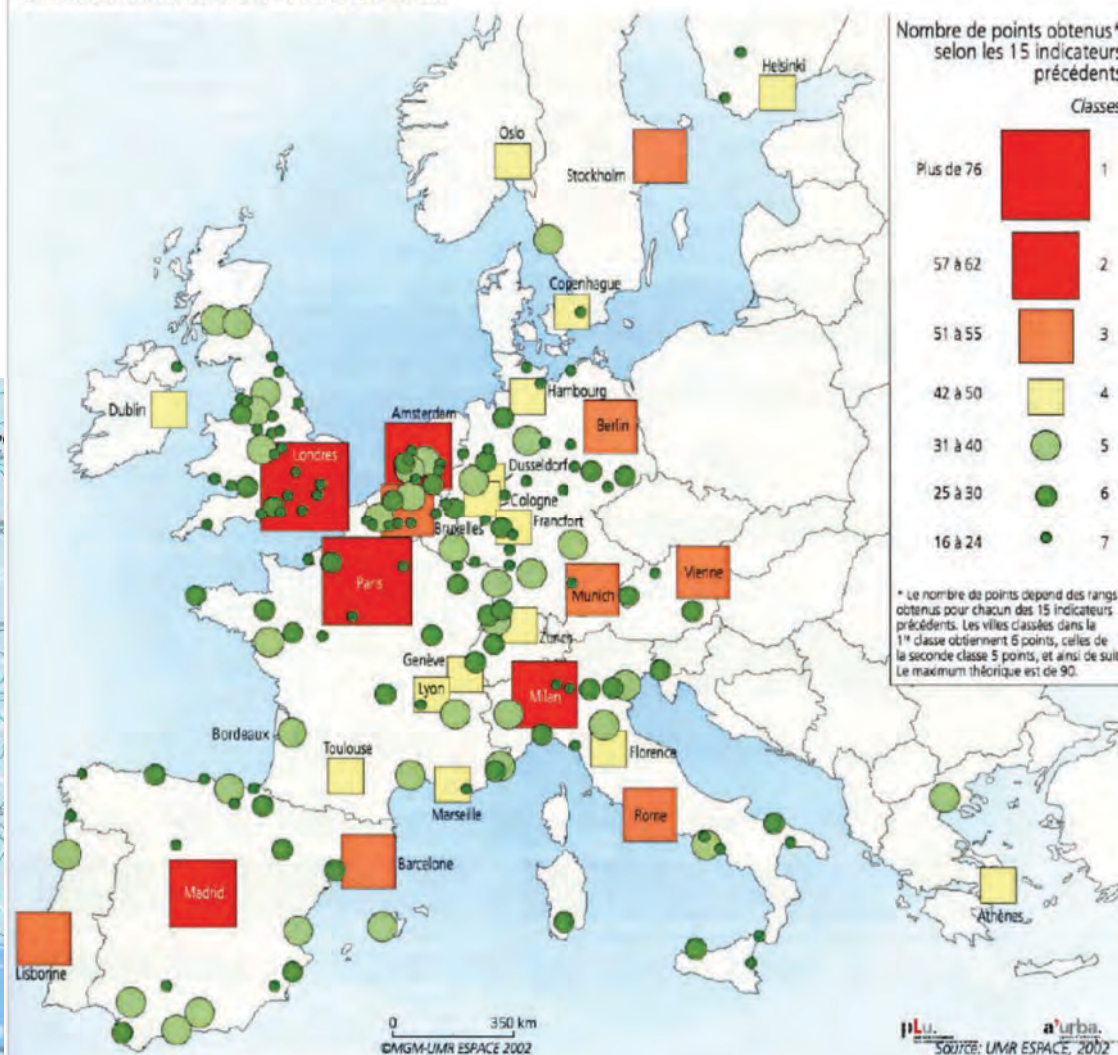 Nombre de points obtenus*
selon les 15 indicateurs
précédents
Classes
Plus de 76 1
57 à 62 2
51 à 55 3
42 à 50 4
31 à 40 5
25 à 30 6
16 à 24 7
* Le nombre de points dépend des rangs
obtenus pour chacun des 15 indicateurs
précédents. Les villes classées dans la
1re classe obtiennent 6 points, celles de
la seconde classe 5 points, et ainsi de suit
Le maximum théorique est de 90.
Helsinki
Oslo
Stockholm
Copenhague
Dublin
Hambourg
Amsterdam
Berlin
Londres
Dusseldorf
Cologne
Bruxelles
Francfort
Paris
Munich
Vienne
Zurich
Genève
Lyon
Milan
Bordeaux
Toulouse
Florence
Marseille
Rome
Barcelone
Madrid
Athènes
Lisbonne
0 350 km
©MGM-UMR ESPACE 2002
pLu.
a'urba.
Source: UMR ESPACE, 2002